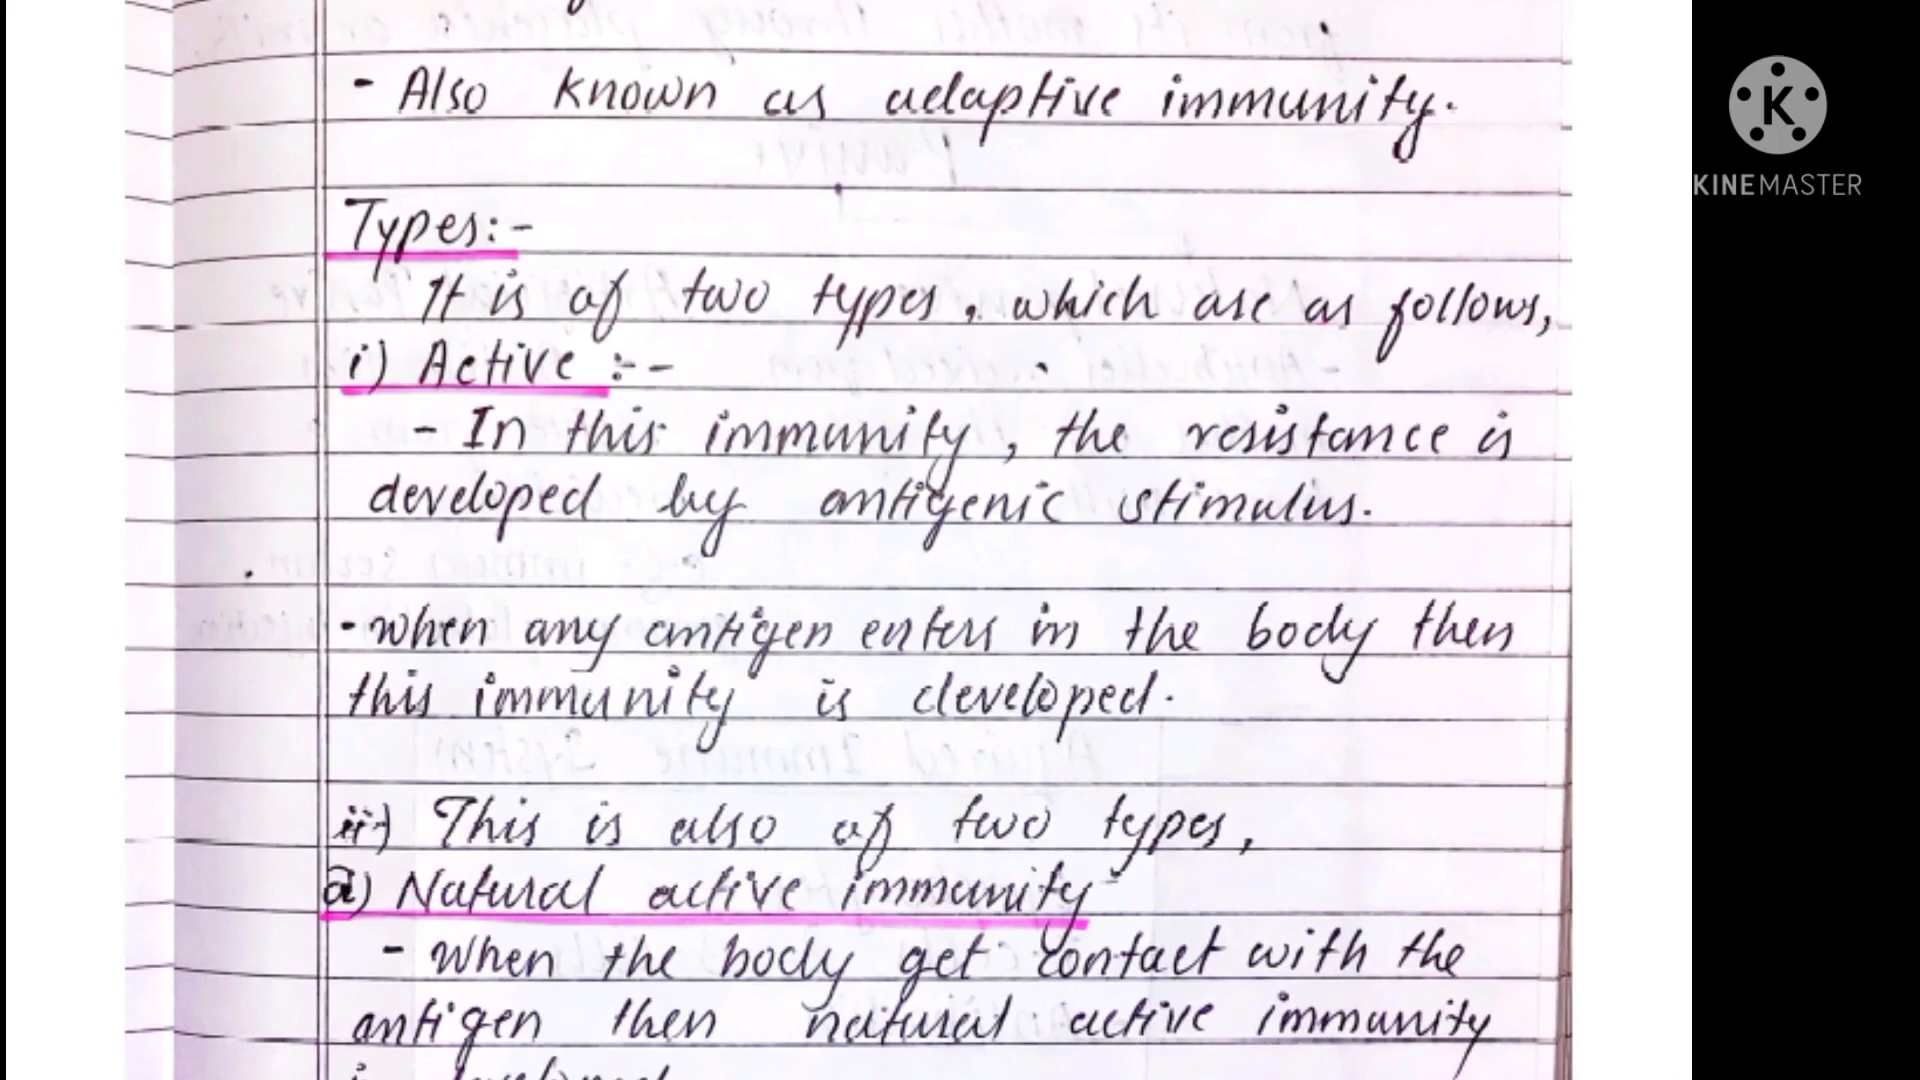 - Also known as adaptive immunity.
Types:-
It is of two types, which are as follows,
i) Active :-
- In this immunity, the resistance is
developed by antigenic stimulus.
- when any antigen enters in the body then
this immunity is developed.
ii) This is also of two types,
a) Natural active immunity
- When the body get contact with the
antigen then natural active immunity
is developed
K
KINEMASTER